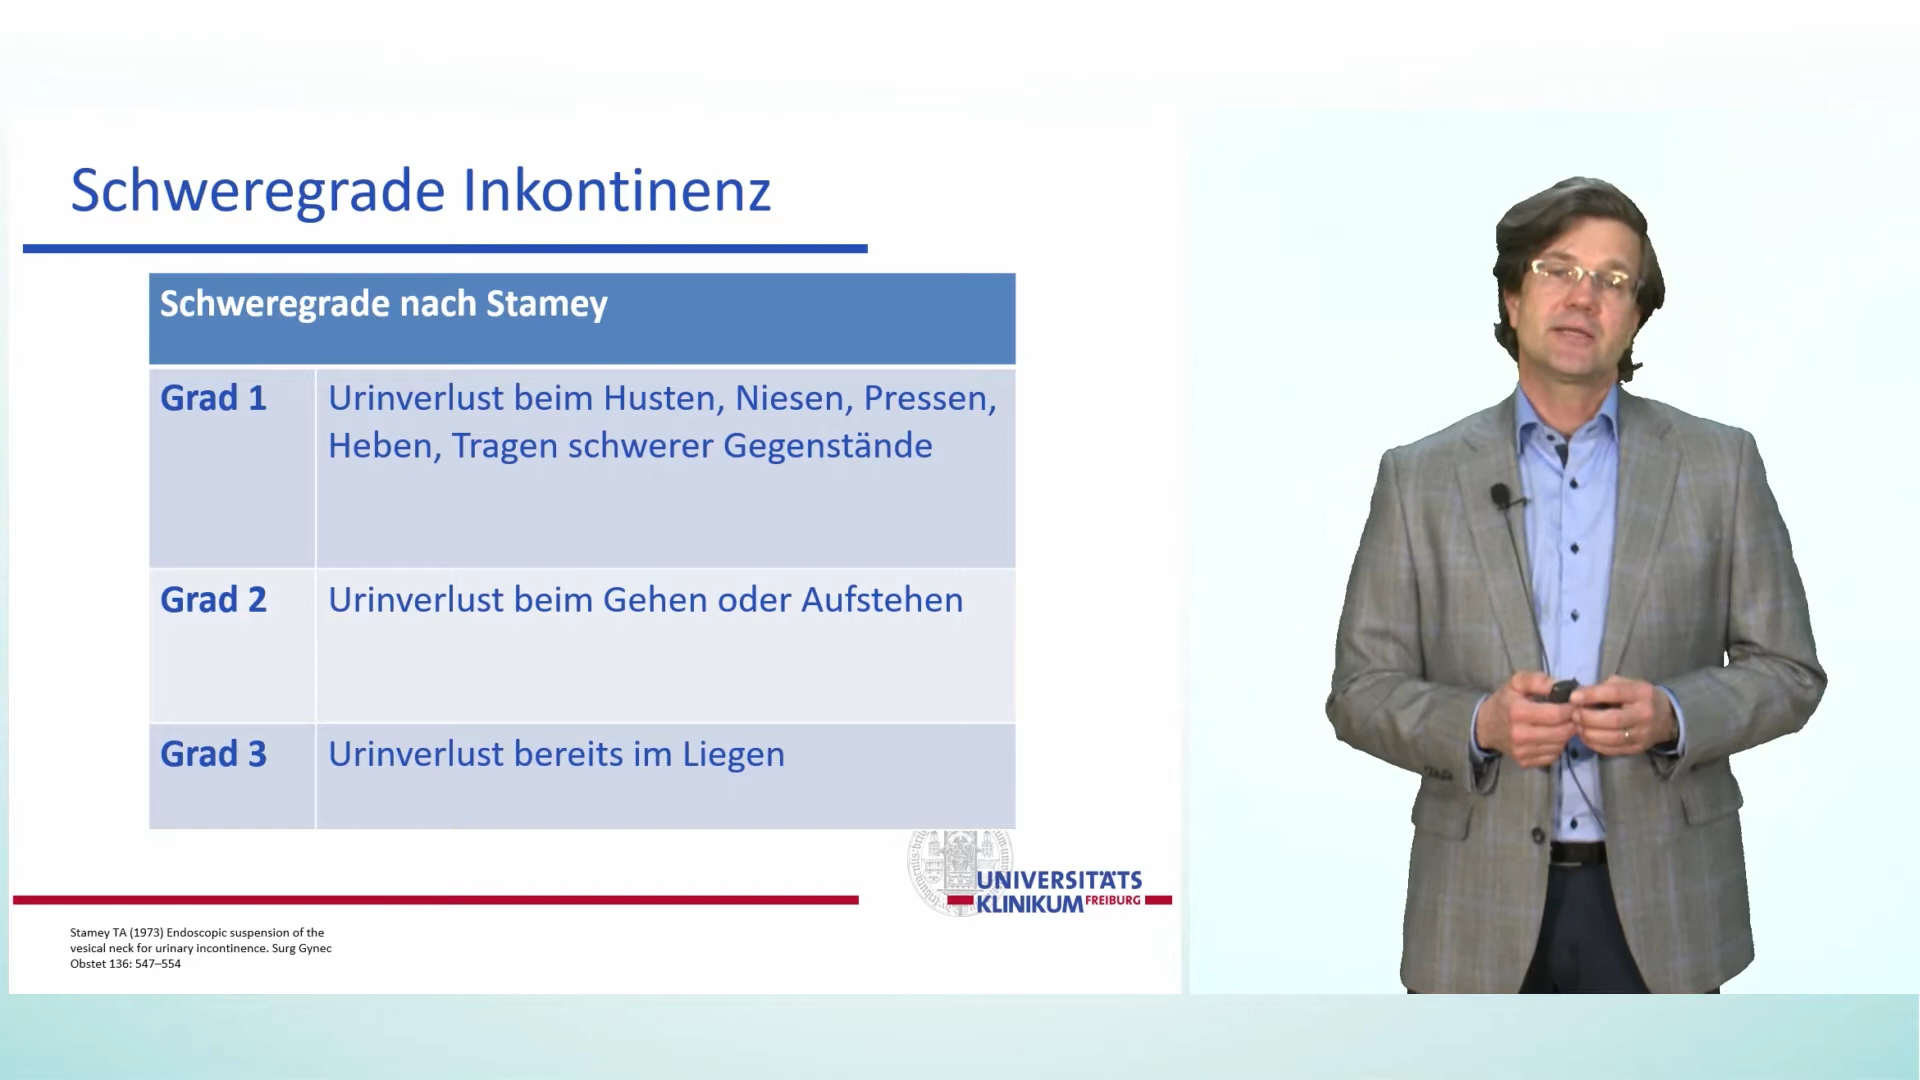 Schweregrade Inkontinenz
Schweregrade nach Stamey
Grad 1
Urinverlust beim Husten, Niesen, Pressen,
Heben, Tragen schwerer Gegenstände
Grad 2
Urinverlust beim Gehen oder Aufstehen
Grad 3
Urinverlust bereits im Liegen
UNIVERSITÄTS
KLINIKUM FREIBURG
Stamey TA (1973) Endoscopic suspension of the
vesical neck for urinary incontinence. Surg Gynec
Obstet 136: 547–554